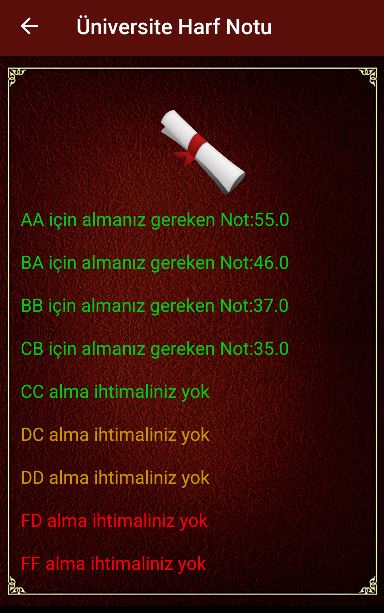 Üniversite Harf Notu
AA için almanız gereken Not:55.0
BA için almanız gereken Not:46.0
BB için almanız gereken Not:37.0
CB için almanız gereken Not:35.0
CC alma ihtimaliniz yok
DC alma ihtimaliniz yok
DD alma ihtimaliniz yok
FD alma ihtimaliniz yok
FF alma ihtimaliniz yok